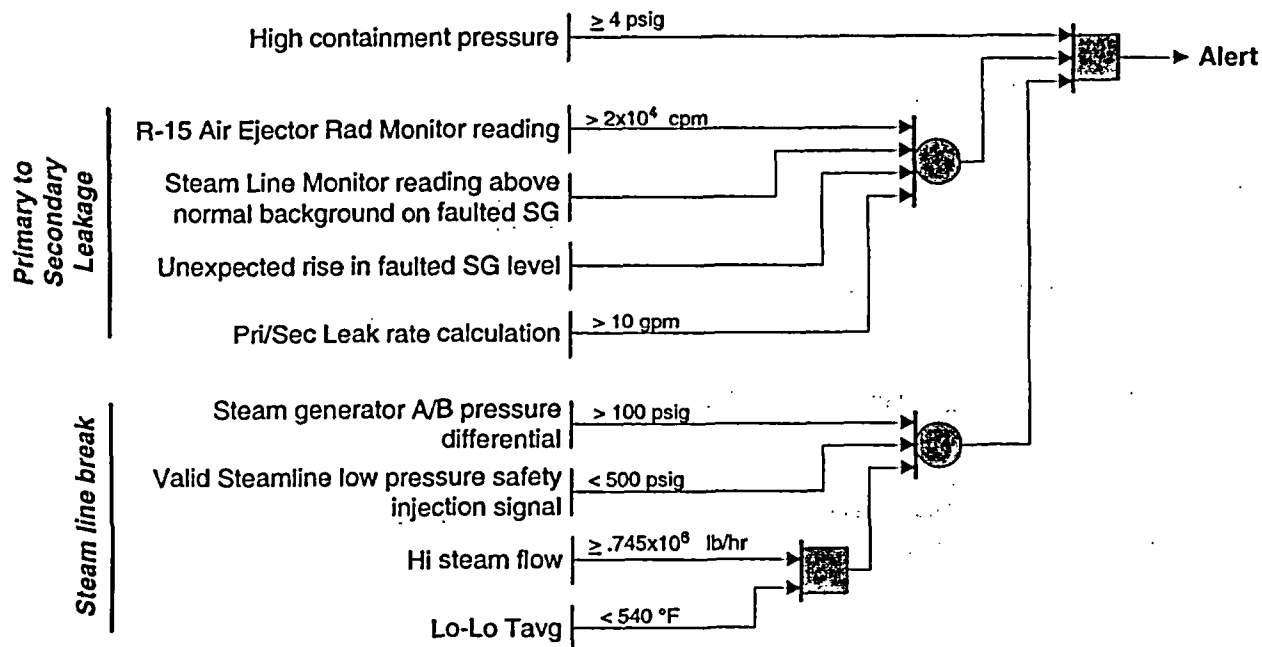 High containment pressure
≥ 4 psig
Alert
Primary to
Secondary
Leakage
R-15 Air Ejector Rad Monitor reading
> 2x10⁴ cpm
Steam Line Monitor reading above
normal background on faulted SG
Unexpected rise in faulted SG level
Pri/Sec Leak rate calculation
> 10 gpm
Steam line break
Steam generator A/B pressure
differential
> 100 psig
Valid Steamline low pressure safety
injection signal
< 500 psig
Hi steam flow
≥ .745x10⁶ lb/hr
Lo-Lo Tavg
< 540 °F